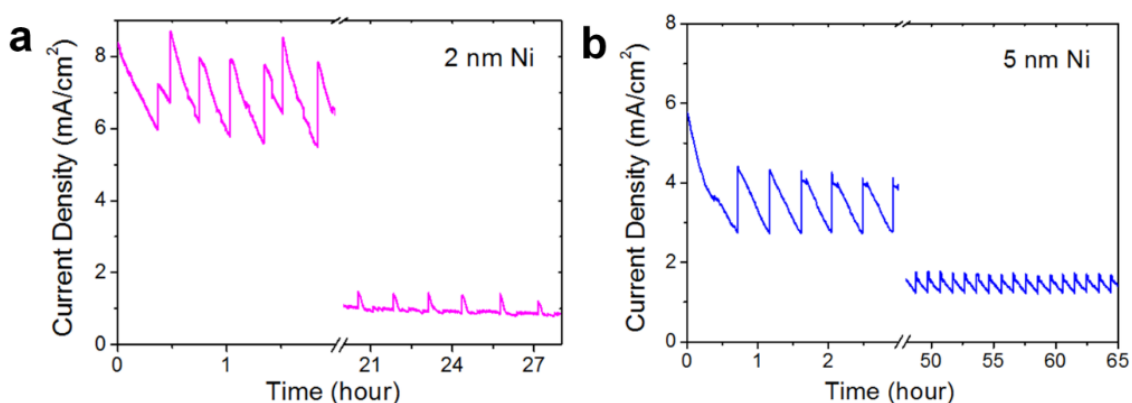 a
2 nm Ni
Current Density (mA/cm²)
8
6
4
2
0
0 1 21 24 27
Time (hour)
b
5 nm Ni
Current Density (mA/cm²)
8
6
4
2
0
0 1 2 50 55 60 65
Time (hour)